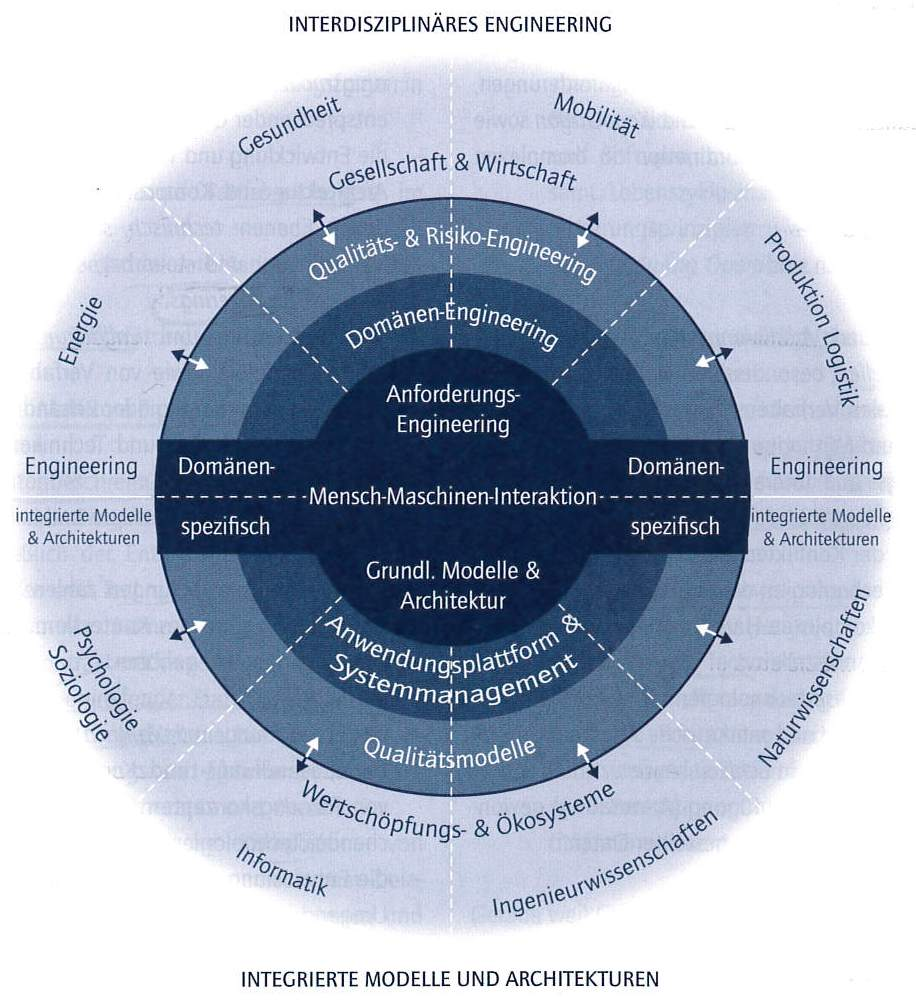 INTERDISZIPLINÄRES ENGINEERING
Gesundheit
Mobilität
Gesellschaft & Wirtschaft
Qualitäts- & Risiko-Engineering
Energie
Produktion Logistik
Domänen-Engineering
Anforderungs-
Engineering
Engineering
Domänen-
Domänen-
Engineering
Mensch-Maschinen-Interaktion
integrierte Modelle
& Architekturen
spezifisch
spezifisch
integrierte Modelle
& Architekturen
Grundl. Modelle &
Architektur
Anwendungsplattform &
Systemmanagement
Psychologie
Soziologie
Naturwissenschaften
Qualitätsmodelle
Wertschöpfungs- & Ökosysteme
Informatik
Ingenieurwissenschaften
INTEGRIERTE MODELLE UND ARCHITEKTUREN